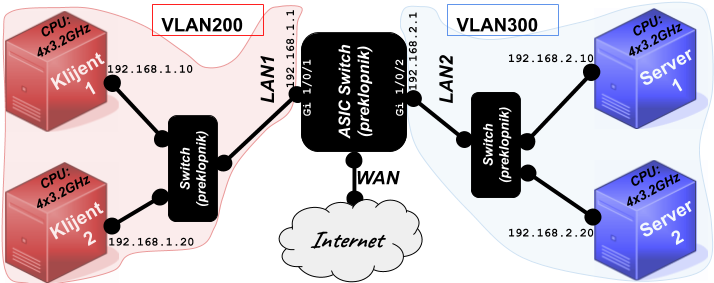 VLAN200
VLAN300
CPU:
4x3.2GHz
Klijent
1
192.168.1.10
LAN1
192.168.1.1
Gi 1/0/1
ASIC Switch
(preklopnik)
Gi 1/0/2
192.168.2.1
LAN2
192.168.2.10
CPU:
4x3.2GHz
Server
1
Switch
(preklopnik)
Switch
(preklopnik)
WAN
Internet
CPU:
4x3.2GHz
Klijent
2
192.168.1.20
192.168.2.20
CPU:
4x3.2GHz
Server
2